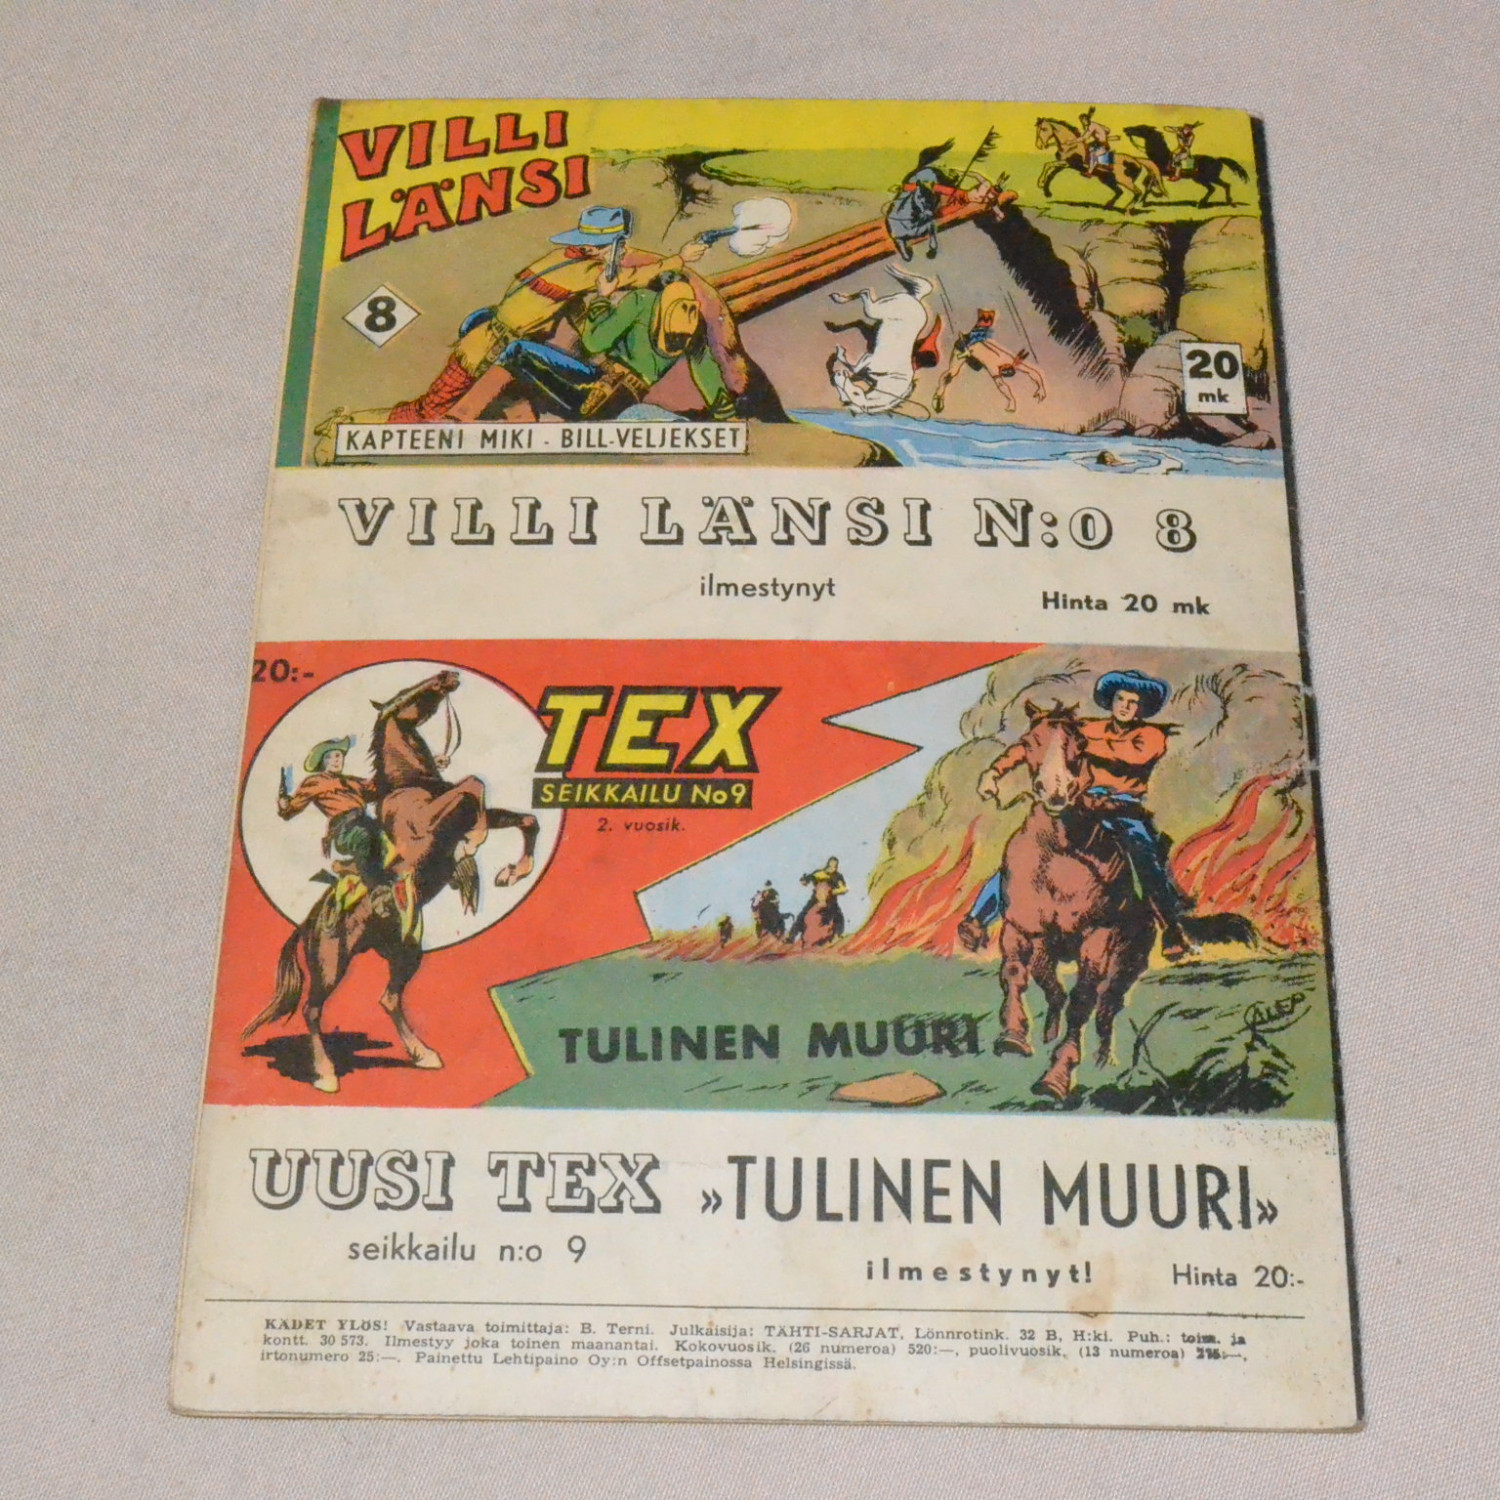 VILLI
LÄNSI
8
20
mk
KAPTEENI MIKI - BILL-VELJEKSET
VILLI LÄNSI N:O 8
ilmestynyt
Hinta 20 mk
20:-
TEX
SEIKKAILU No 9
2. vuosik.
TULINEN MUURI
ALEP
UUSI TEX »TULINEN MUURI»
seikkailu n:o 9
ilmestynyt!
Hinta 20:-
KÄDET YLÖS! Vastaava toimittaja: B. Terni. Julkaisija: TÄHTI-SARJAT, Lönnrotink. 32 B, H:ki. Puh.: toim. ja
kontt. 30 573. Ilmestyy joka toinen maanantai. Kokovuosik. (26 numeroa) 520:—, puolivuosik. (13 numeroa)
irtonumero 25:—. Painettu Lehtipaino Oy:n Offsetpainossa Helsingissä.